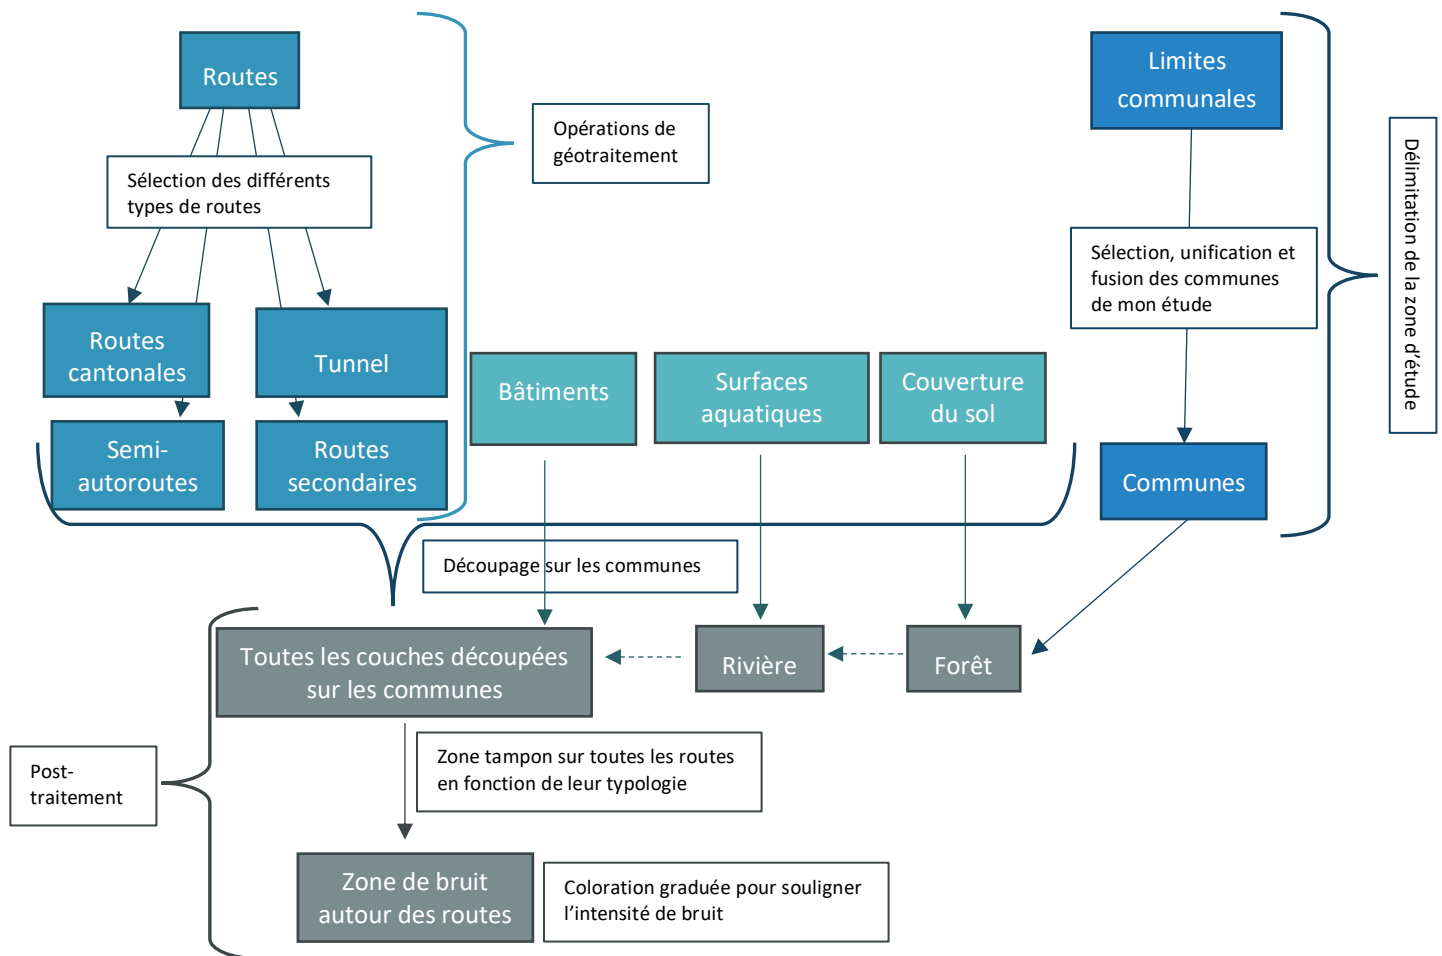 Routes
Limites
communales
Opérations de
géotraitement
Délimitation de la zone d’étude
Sélection des différents
types de routes
Sélection, unification et
fusion des communes
de mon étude
Routes
cantonales
Tunnel
Bâtiments
Surfaces
aquatiques
Couverture
du sol
Semi-
autoroutes
Routes
secondaires
Communes
Découpage sur les communes
Toutes les couches découpées
sur les communes
Rivière
Forêt
Zone tampon sur toutes les routes
en fonction de leur typologie
Post-
traitement
Zone de bruit
autour des routes
Coloration graduée pour souligner
l’intensité de bruit